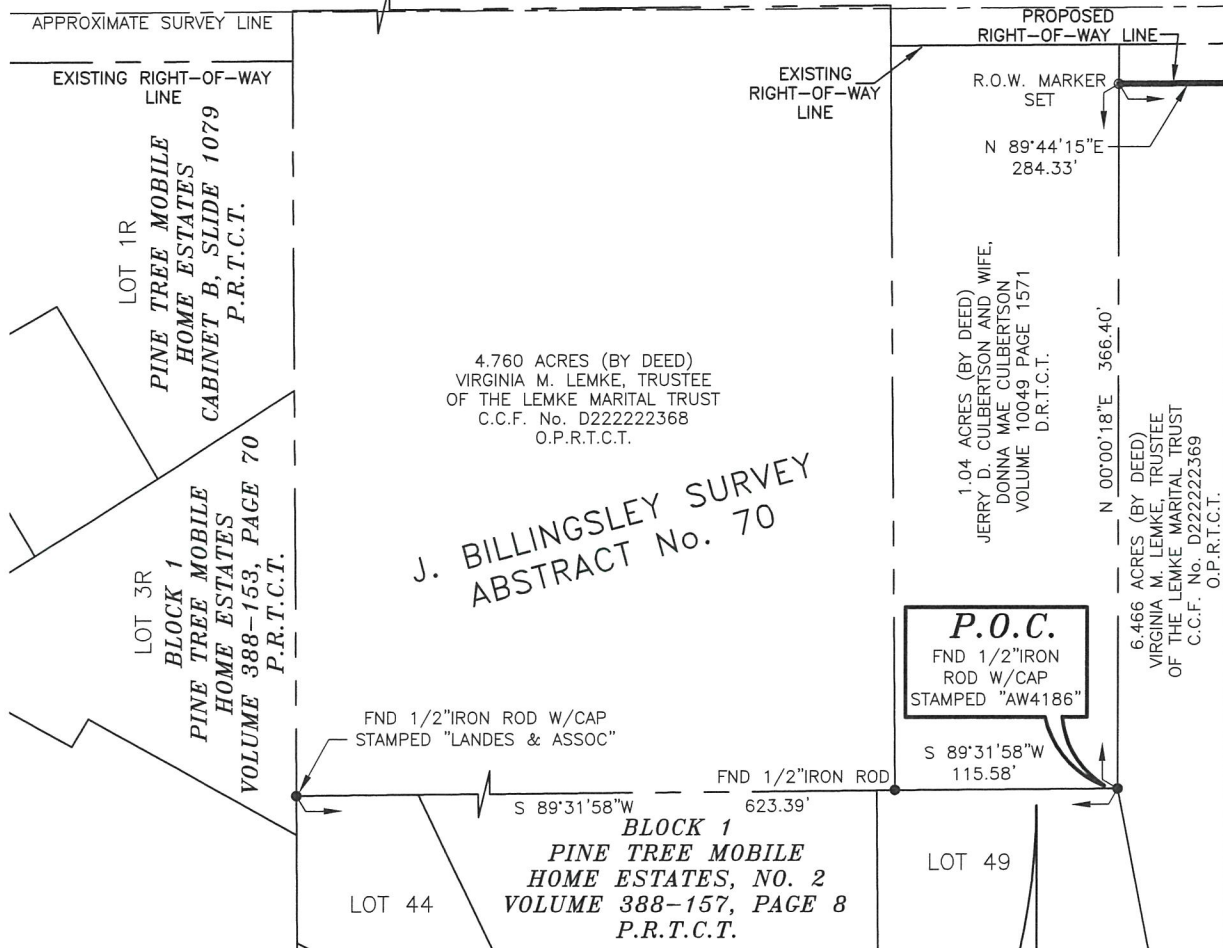 APPROXIMATE SURVEY LINE
EXISTING RIGHT-OF-WAY
LINE
PROPOSED
RIGHT-OF-WAY LINE
EXISTING
RIGHT-OF-WAY
LINE
R.O.W. MARKER
SET
N 89°44'15"E
284.33'
LOT 1R
PINE TREE MOBILE
HOME ESTATES
CABINET B, SLIDE 1079
P.R.T.C.T.
4.760 ACRES (BY DEED)
VIRGINIA M. LEMKE, TRUSTEE
OF THE LEMKE MARITAL TRUST
C.C.F. No. D222222368
O.P.R.T.C.T.
1.04 ACRES (BY DEED)
JERRY D. CULBERTSON AND WIFE,
DONNA MAE CULBERTSON
VOLUME 10049 PAGE 1571
D.R.T.C.T.
N 00°00'18"E 366.40'
6.466 ACRES (BY DEED)
VIRGINIA M. LEMKE, TRUSTEE
OF THE LEMKE MARITAL TRUST
C.C.F. No. D222222369
O.P.R.T.C.T.
J. BILLINGSLEY SURVEY
ABSTRACT No. 70
LOT 3R
BLOCK 1
PINE TREE MOBILE
HOME ESTATES
VOLUME 388-153, PAGE 70
P.R.T.C.T.
P.O.C.
FND 1/2"IRON
ROD W/CAP
STAMPED "AW4186"
FND 1/2"IRON ROD W/CAP
STAMPED "LANDES & ASSOC"
S 89°31'58"W
115.58'
FND 1/2"IRON ROD
S 89°31'58"W 623.39'
BLOCK 1
PINE TREE MOBILE
HOME ESTATES, NO. 2
VOLUME 388-157, PAGE 8
P.R.T.C.T.
LOT 44
LOT 49